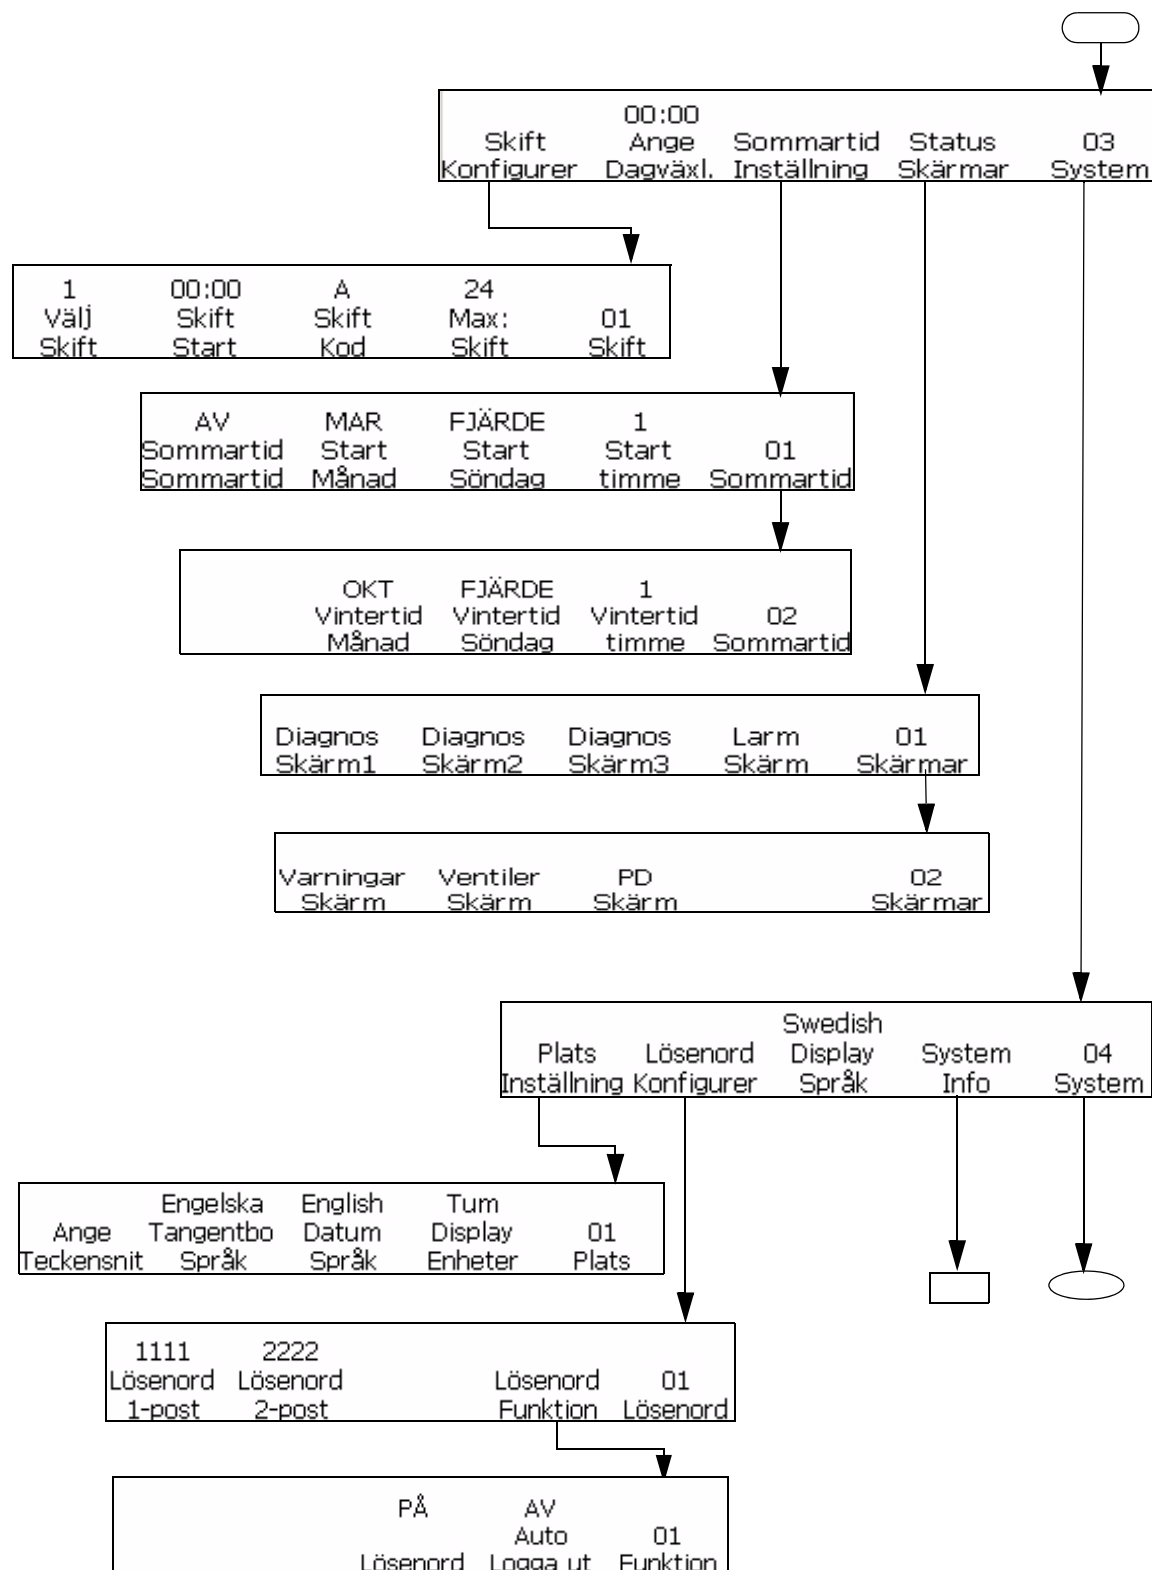 00:00
Skift Ange Sommartid Status 03
Konfigurer Dagväxl. Inställning Skärmar System
1 00:00 A 24
Välj Skift Skift Max: 01
Skift Start Kod Skift Skift
AV MAR FJÄRDE 1
Sommartid Start Start Start 01
Sommartid Månad Söndag timme Sommartid
OKT FJÄRDE 1
Vintertid Vintertid Vintertid 02
Månad Söndag timme Sommartid
Diagnos Diagnos Diagnos Larm 01
Skärm1 Skärm2 Skärm3 Skärm Skärmar
Varningar Ventiler PD 02
Skärm Skärm Skärm Skärmar
Swedish
Plats Lösenord Display System 04
Inställning Konfigurer Språk Info System
Engelska English Tum
Ange Tangentbo Datum Display 01
Teckensnit Språk Språk Enheter Plats
1111 2222
Lösenord Lösenord Lösenord 01
1-post 2-post Funktion Lösenord
PÅ AV
Auto 01
Lösenord Logga ut Funktion